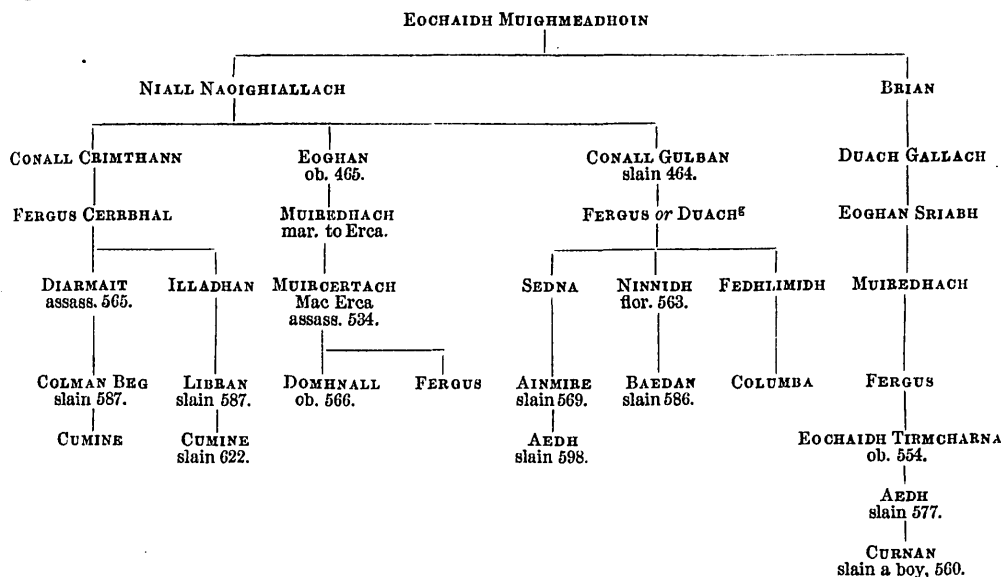 EOCHAIDH MUIGHMEADHOIN
NIALL NAOIGHIALLACH BRIAN
CONALL CRIMTHANN EOGHAN CONALL GULBAN DUACH GALLACH
ob. 465. slain 464.
FERGUS CERRBHAL MUIREDHACH FERGUS or DUACHg EOGHAN SRIABH
mar. to Erca.
DIARMAIT ILLADHAN MUIRCERTACH SEDNA NINNIDH FEDHLIMIDH MUIREDHACH
assass. 565. Mac Erca flor. 563.
assass. 534.
COLMAN BEG LIBRAN DOMHNALL FERGUS AINMIRE BAEDAN COLUMBA FERGUS
slain 587. slain 587. ob. 566. slain 569. slain 586.
CUMINE CUMINE AEDH EOCHAIDH TIRMCHARNA
slain 622. slain 598. ob. 554.
AEDH
slain 577.
CURNAN
slain a boy, 560.